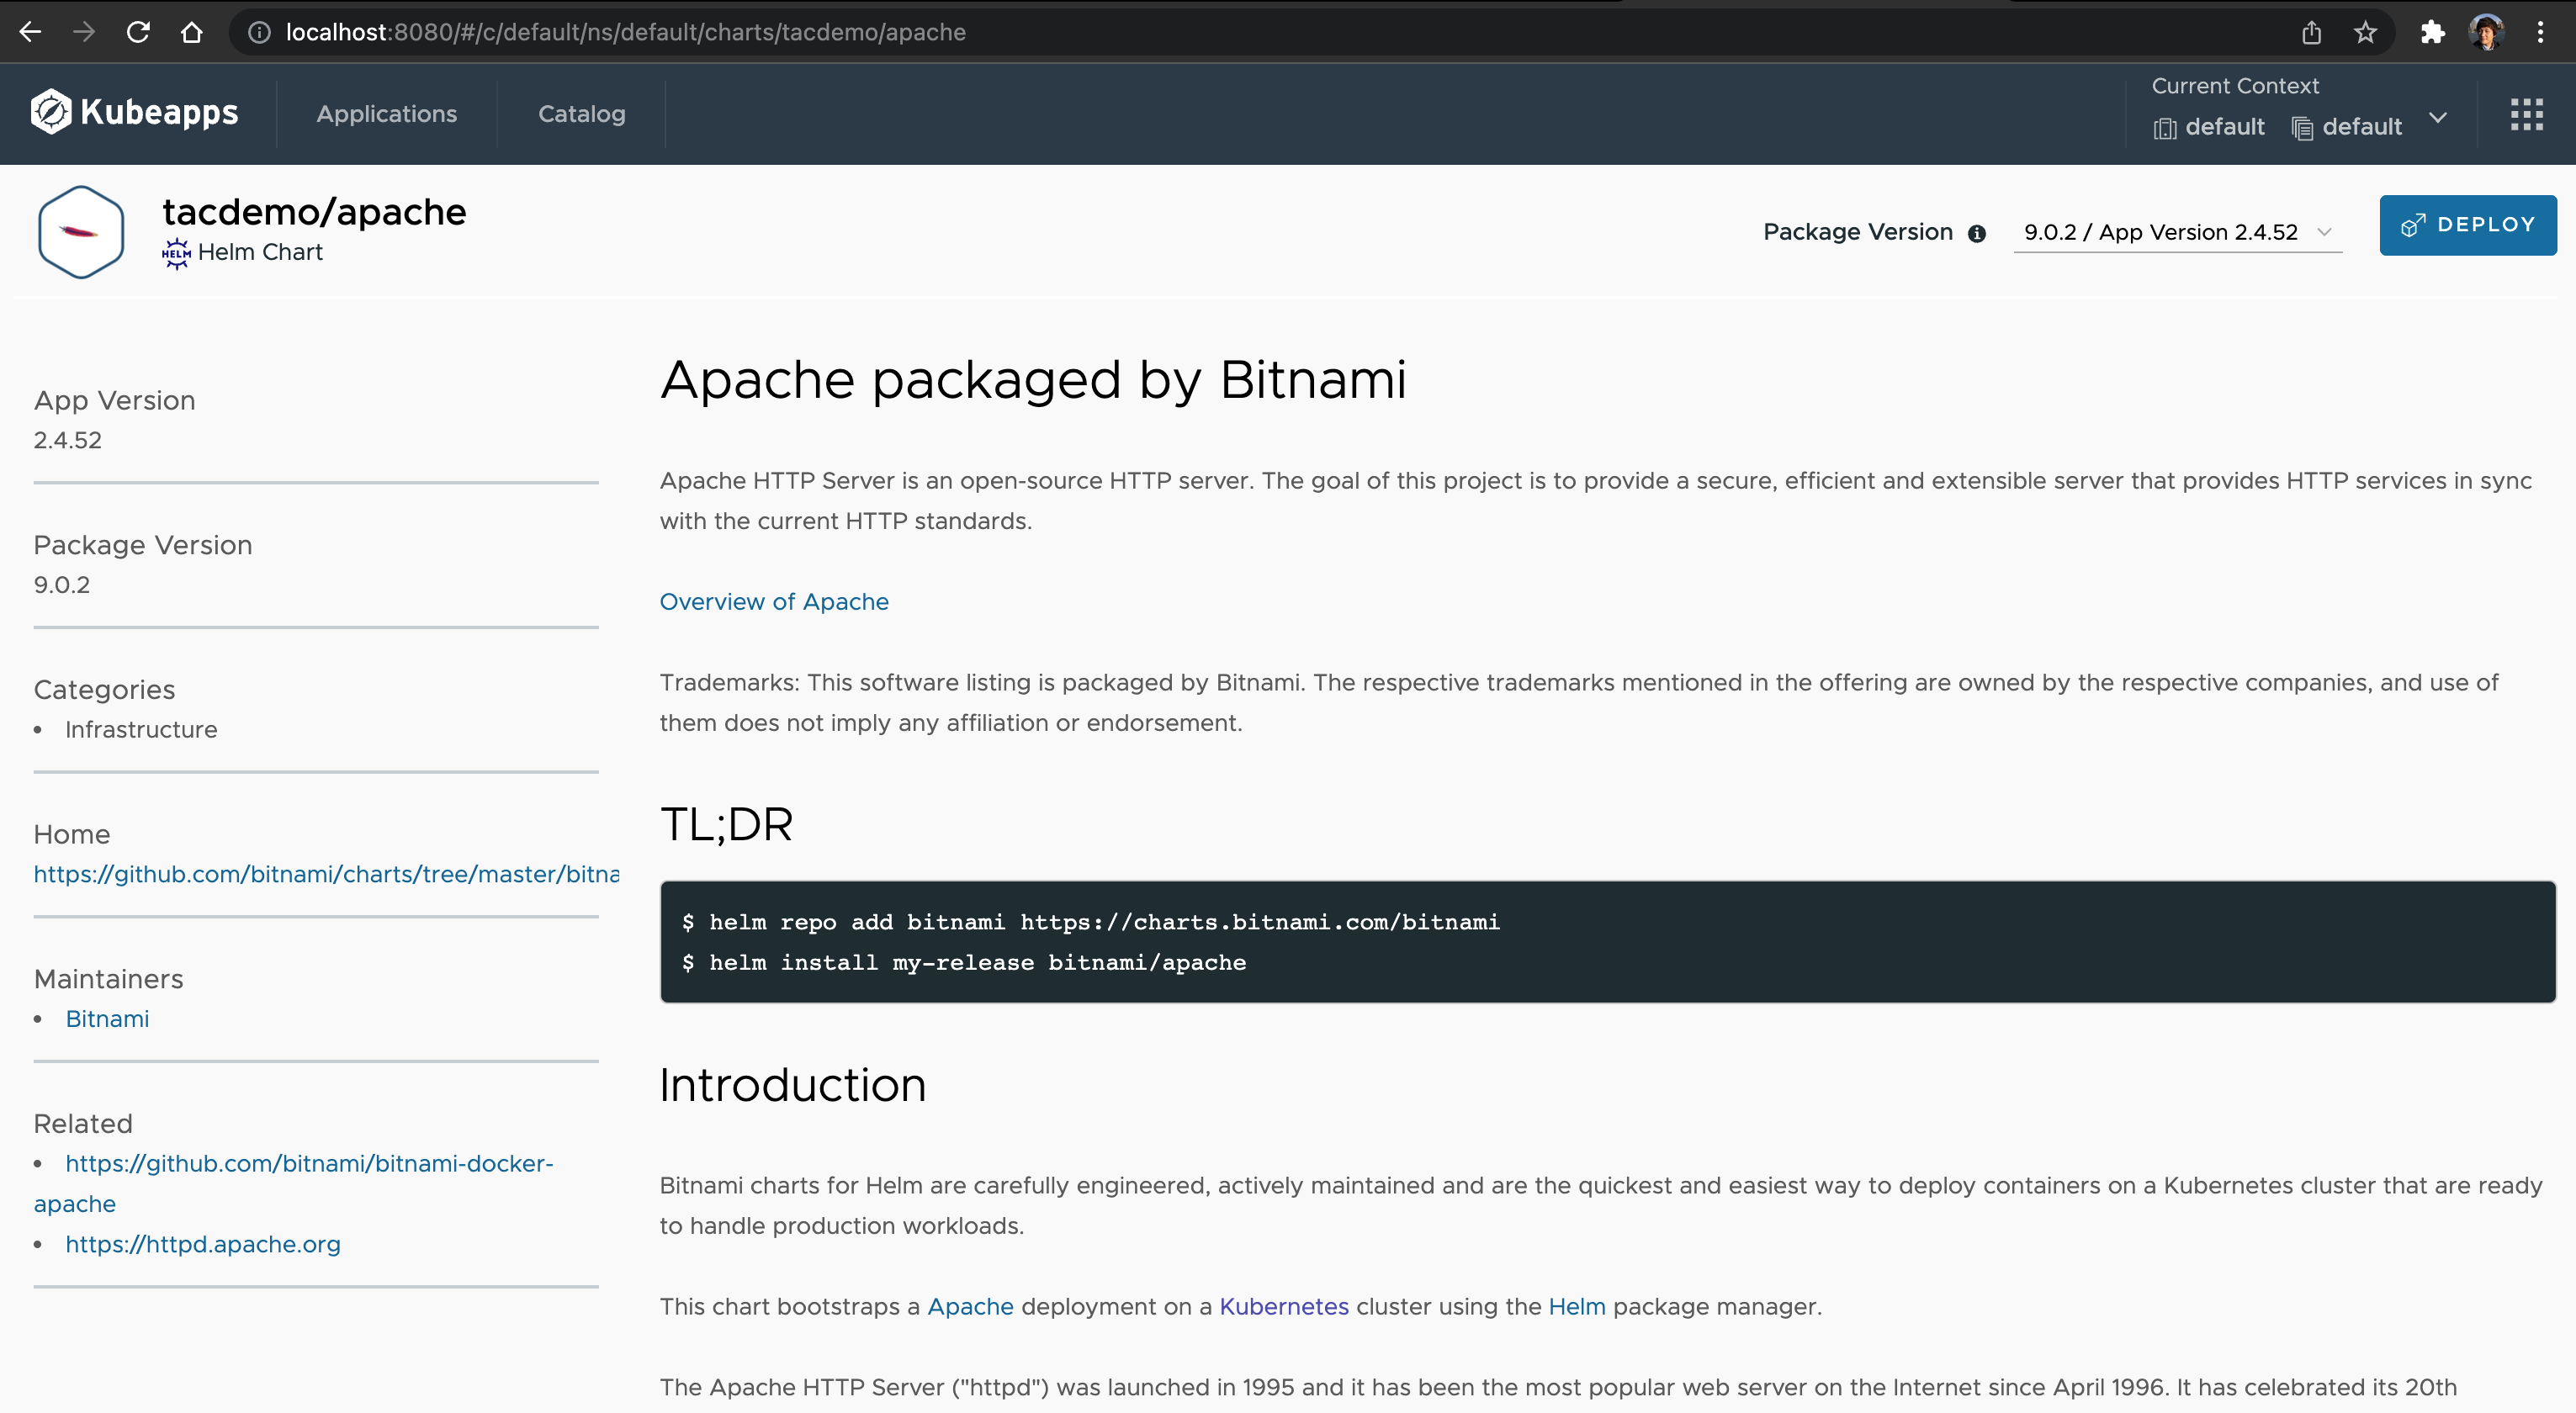 localhost:8080/#/c/default/ns/default/charts/tacdemo/apache
Kubeapps
Applications
Catalog
Current Context
default
default
tacdemo/apache
HELM Helm Chart
Package Version
9.0.2 / App Version 2.4.52
DEPLOY
App Version
2.4.52
Package Version
9.0.2
Categories
• Infrastructure
Home
https://github.com/bitnami/charts/tree/master/bitna
Maintainers
• Bitnami
Related
• https://github.com/bitnami/bitnami-docker-
apache
• https://httpd.apache.org
Apache packaged by Bitnami
Apache HTTP Server is an open-source HTTP server. The goal of this project is to provide a secure, efficient and extensible server that provides HTTP services in sync
with the current HTTP standards.
Overview of Apache
Trademarks: This software listing is packaged by Bitnami. The respective trademarks mentioned in the offering are owned by the respective companies, and use of
them does not imply any affiliation or endorsement.
TL;DR
$ helm repo add bitnami https://charts.bitnami.com/bitnami
$ helm install my-release bitnami/apache
Introduction
Bitnami charts for Helm are carefully engineered, actively maintained and are the quickest and easiest way to deploy containers on a Kubernetes cluster that are ready
to handle production workloads.
This chart bootstraps a Apache deployment on a Kubernetes cluster using the Helm package manager.
The Apache HTTP Server ("httpd") was launched in 1995 and it has been the most popular web server on the Internet since April 1996. It has celebrated its 20th